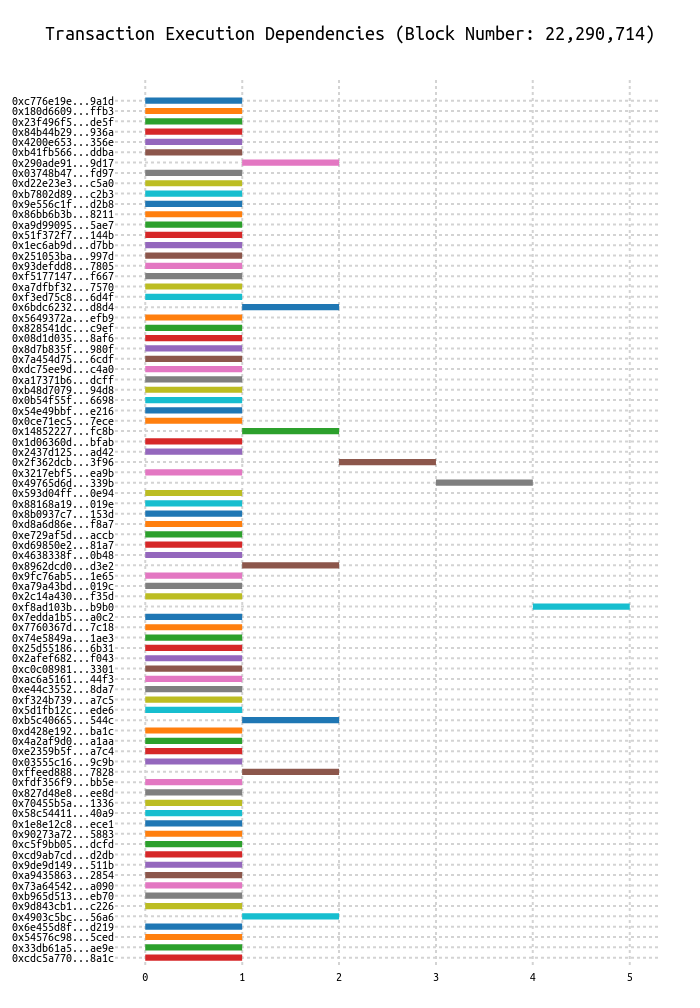 Transaction Execution Dependencies (Block Number: 22,290,714)
0xc776e19e...9a1d
0x180d6609...ffb3
0x23f496f5...de5f
0x84b44b29...936a
0x4200e653...356e
0xb41fb566...ddba
0x290ade91...9d17
0x03748b47...fd97
0xd22e23e3...c5a0
0xb7802d89...c2b3
0x9e556c1f...d2b8
0x86bb6b3b...8211
0xa9d99095...5ae7
0x51f372f7...144b
0x1ec6ab9d...d7bb
0x251053ba...997d
0x93defdd8...7805
0xf5177147...f667
0xa7dfbf32...7570
0xf3ed75c8...6d4f
0x6bdc6232...d8d4
0x5649372a...efb9
0x828541dc...c9ef
0x08d1d035...8af6
0x8d7b835f...980f
0x7a454d75...6cdf
0xdc75ee9d...c4a0
0xa17371b6...dcff
0xb48d7079...94d8
0x0b54f55f...6698
0x54e49bbf...e216
0x0ce71ec5...7ece
0x14852227...fc8b
0x1d06360d...bfab
0x2437d125...ad42
0x2f362dcb...3f96
0x3217ebf5...ea9b
0x49765d6d...339b
0x593d04ff...0e94
0x88168a19...019e
0x8b0937c7...153d
0xd8a6d86e...f8a7
0xe729af5d...accb
0xd69850e2...81a7
0x4638338f...0b48
0x8962dcd0...d3e2
0x9fc76ab5...1e65
0xa79a43bd...019c
0x2c14a430...f35d
0xf8ad103b...b9b0
0x7edda1b5...a0c2
0x7760367d...7c18
0x74e5849a...1ae3
0x25d55186...6b31
0x2afef682...f043
0xc0c08981...3301
0xac6a5161...44f3
0xe44c3552...8da7
0xf324b739...a7c5
0x5d1fb12c...ede6
0xb5c40665...544c
0xd428e192...ba1c
0x4a2af9d0...a1aa
0xe2359b5f...a7c4
0x03555c16...9c9b
0xffeed888...7828
0xfdf356f9...bb5e
0x827d48e8...ee8d
0x70455b5a...1336
0x58c54411...40a9
0x1e8e12c8...ece1
0x90273a72...5883
0xc5f9bb05...dcfd
0xcd9ab7cd...d2db
0x9de9d149...511b
0xa9435863...2854
0x73a64542...a090
0xb965d513...eb70
0x9d843cb1...c226
0x4903c5bc...56a6
0x6e455d8f...d219
0x54576c98...5ced
0x33db61a5...ae9e
0xcdc5a770...8a1c
0 1 2 3 4 5